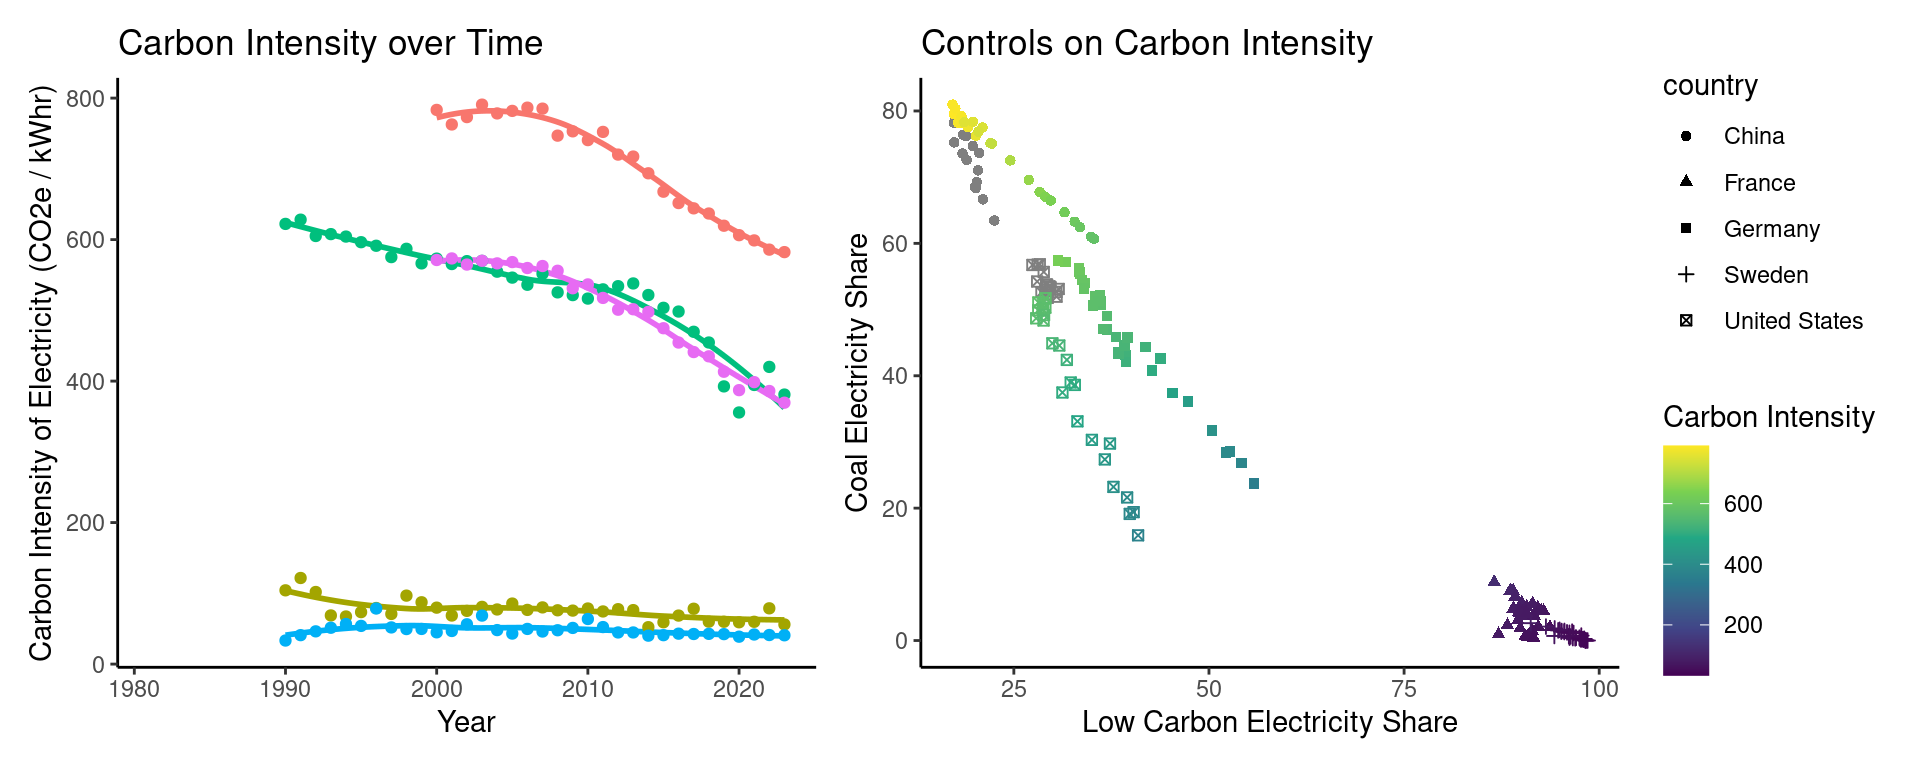 Carbon Intensity over Time
Carbon Intensity of Electricity (CO2e / kWhr)
800
600
400
200
0
1980
1990
2000
2010
2020
Year
Controls on Carbon Intensity
Coal Electricity Share
80
60
40
20
0
25
50
75
100
Low Carbon Electricity Share
country
China
France
Germany
Sweden
United States
Carbon Intensity
600
400
200